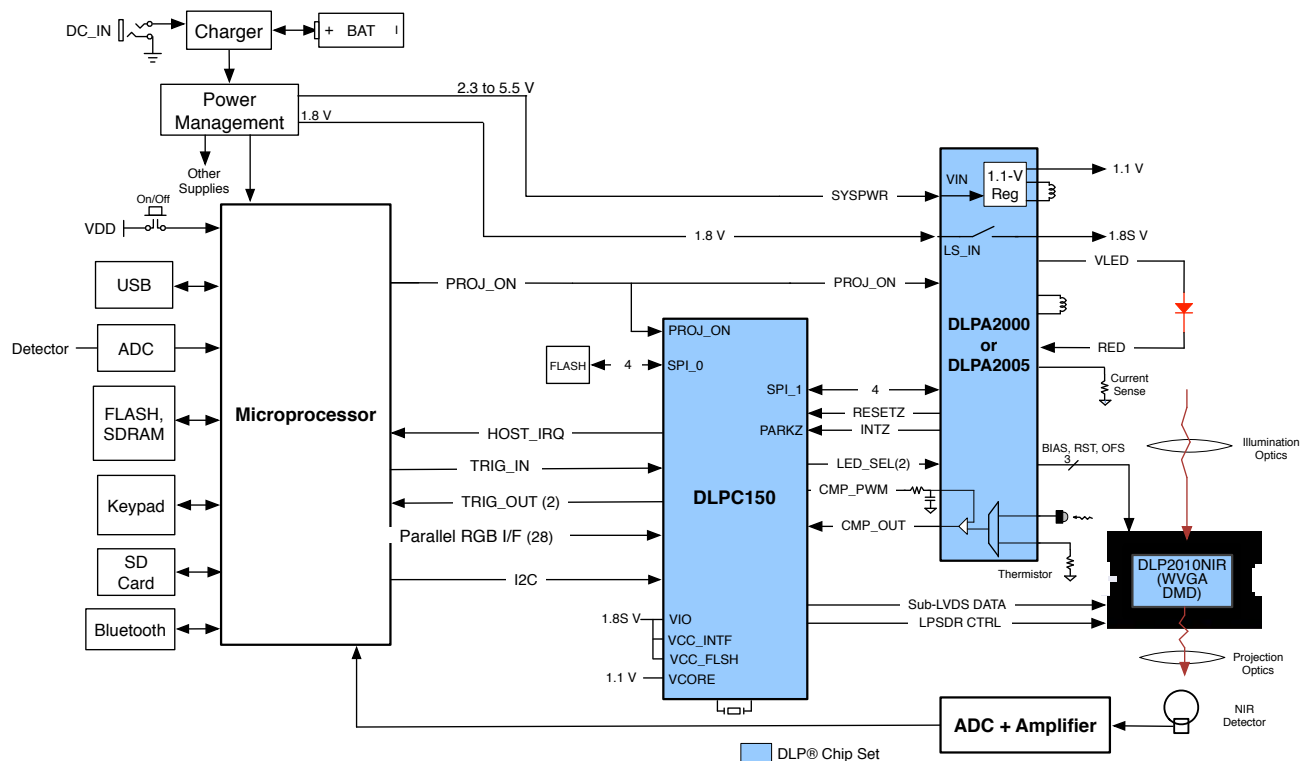 DC_IN
Charger
+ BAT
Power
Management
2.3 to 5.5 V
1.8 V
Other
Supplies
On/Off
VDD
USB
Detector
ADC
FLASH,
SDRAM
Keypad
SD
Card
Bluetooth
Microprocessor
SYSPWR
1.8 V
PROJ_ON
PROJ_ON
HOST_IRQ
TRIG_IN
TRIG_OUT (2)
Parallel RGB I/F (28)
I2C
FLASH
4
PROJ_ON
SPI_0
SPI_1
PARKZ
DLPC150
VIO
VCC_INTF
VCC_FLSH
VCORE
1.8S V
1.1 V
4
RESETZ
INTZ
LED_SEL(2)
CMP_PWM
CMP_OUT
Sub-LVDS DATA
LPSDR CTRL
VIN
1.1-V
Reg
LS_IN
DLPA2000
or
DLPA2005
1.1 V
1.8S V
VLED
RED
Current
Sense
BIAS, RST, OFS
3
Thermistor
Illumination
Optics
DLP2010NIR
(WVGA
DMD)
Projection
Optics
NIR
Detector
ADC + Amplifier
DLP® Chip Set